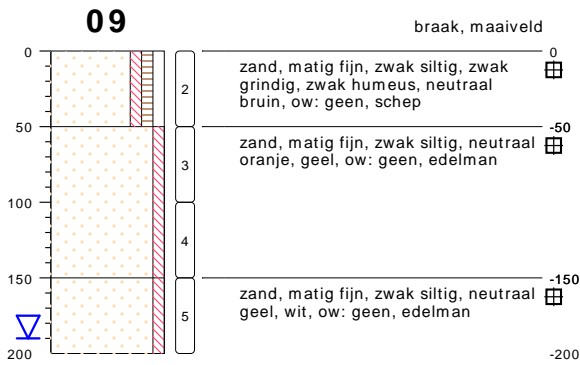 09
braak, maaiveld
0
0
zand, matig fijn, zwak siltig, zwak
grindig, zwak humeus, neutraal
bruin, ow: geen, schep
2
50
-50
zand, matig fijn, zwak siltig, neutraal
oranje, geel, ow: geen, edelman
3
100
4
150
-150
zand, matig fijn, zwak siltig, neutraal
geel, wit, ow: geen, edelman
5
200
-200